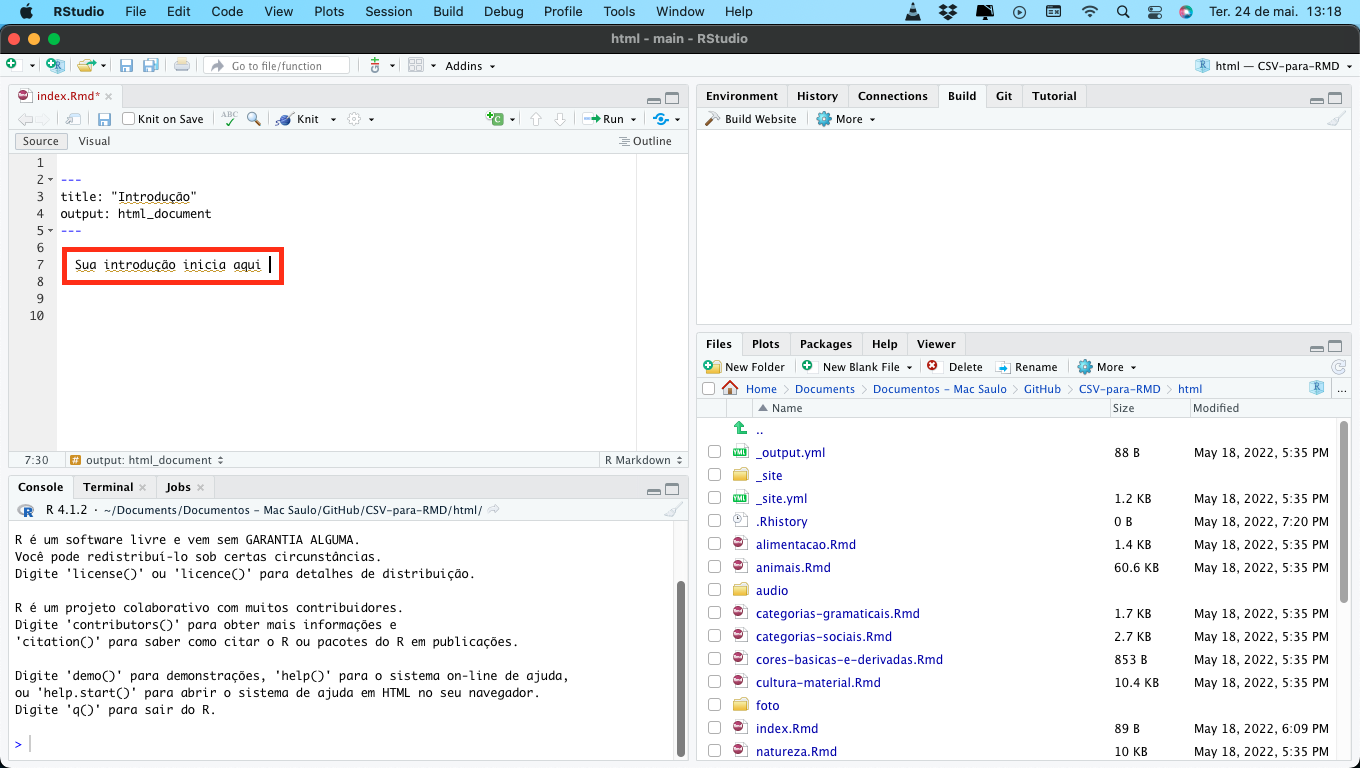 RStudio File Edit Code View Plots Session Build Debug Profile Tools Window Help Ter. 24 de mai. 13:18
html - main - RStudio
Go to file/function Addins html — CSV-para-RMD
index.Rmd*
Knit on Save ABC Knit Run
Source Visual Outline
1
2 ---
3 title: "Introdução"
4 output: html_document
5 ---
6
7 Sua introdução inicia aqui
8
9
10
7:30 # output: html_document R Markdown
Console Terminal Jobs
R 4.1.2 · ~/Documents/Documentos - Mac Saulo/GitHub/CSV-para-RMD/html/
R é um software livre e vem sem GARANTIA ALGUMA.
Você pode redistribuí-lo sob certas circunstâncias.
Digite 'license()' ou 'licence()' para detalhes de distribuição.
R é um projeto colaborativo com muitos contribuidores.
Digite 'contributors()' para obter mais informações e
'citation()' para saber como citar o R ou pacotes do R em publicações.
Digite 'demo()' para demonstrações, 'help()' para o sistema on-line de ajuda,
ou 'help.start()' para abrir o sistema de ajuda em HTML no seu navegador.
Digite 'q()' para sair do R.
>
Environment History Connections Build Git Tutorial
Build Website More
Files Plots Packages Help Viewer
New Folder New Blank File Delete Rename More
Home Documents Documentos - Mac Saulo GitHub CSV-para-RMD html ...
Name Size Modified
..
_output.yml 88 B May 18, 2022, 5:35 PM
_site
_site.yml 1.2 KB May 18, 2022, 5:35 PM
.Rhistory 0 B May 18, 2022, 7:20 PM
alimentacao.Rmd 1.4 KB May 18, 2022, 5:35 PM
animais.Rmd 60.6 KB May 18, 2022, 5:35 PM
audio
categorias-gramaticais.Rmd 1.7 KB May 18, 2022, 5:35 PM
categorias-sociais.Rmd 2.7 KB May 18, 2022, 5:35 PM
cores-basicas-e-derivadas.Rmd 853 B May 18, 2022, 5:35 PM
cultura-material.Rmd 10.4 KB May 18, 2022, 5:35 PM
foto
index.Rmd 89 B May 18, 2022, 6:09 PM
natureza.Rmd 10 KB May 18, 2022, 5:35 PM